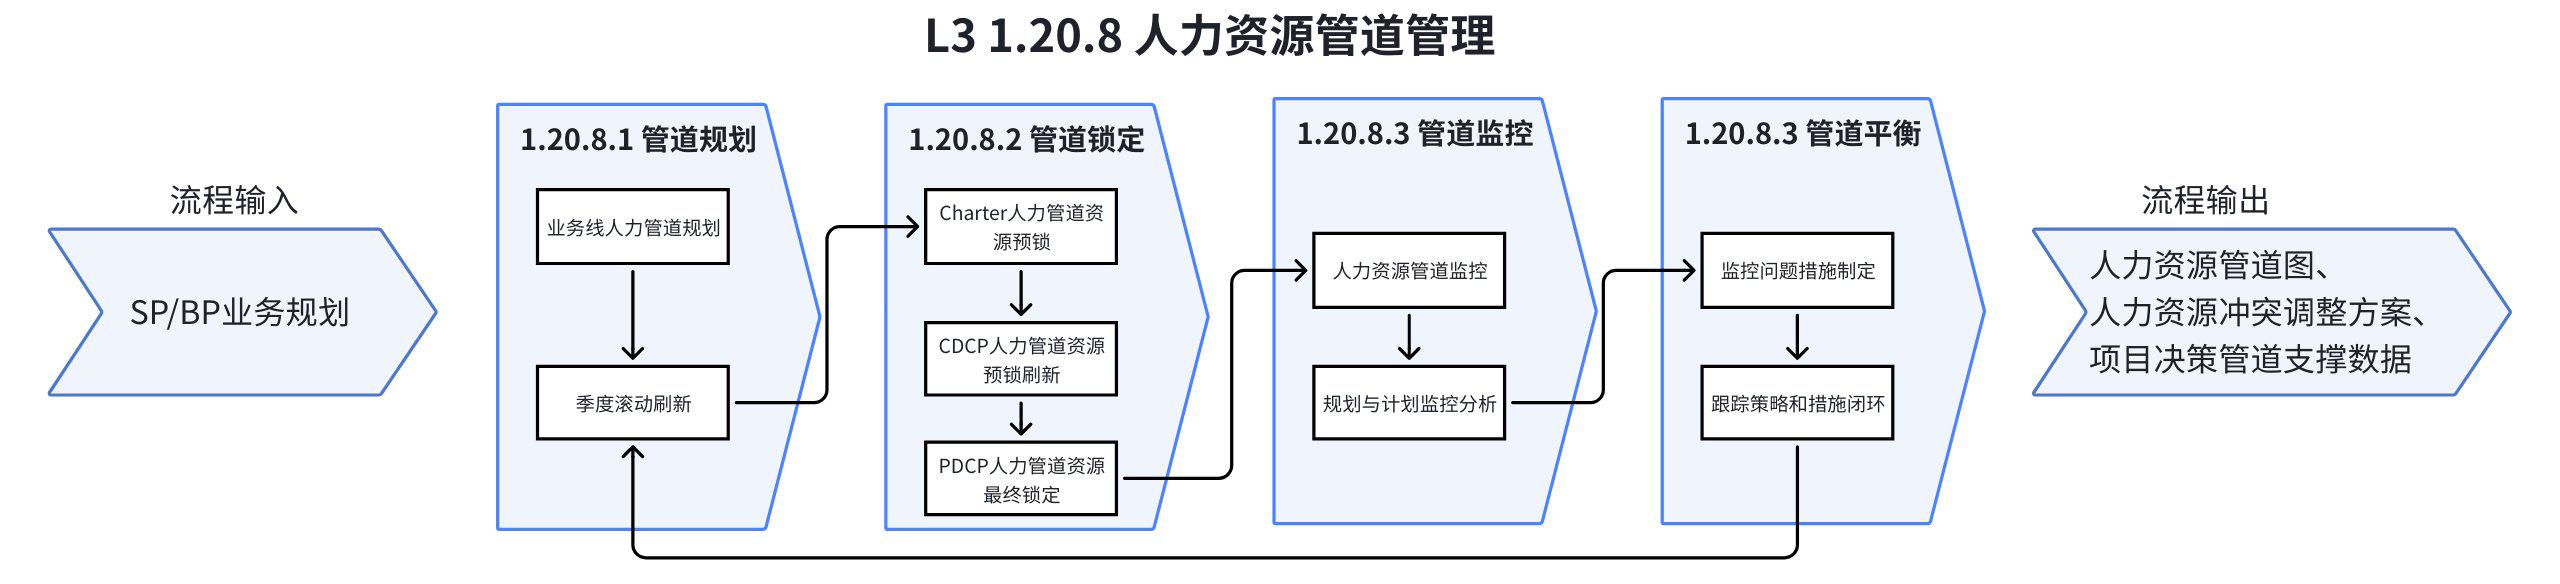 L3 1.20.8 人力资源管道管理
流程输入
SP/BP业务规划
1.20.8.1 管道规划
业务线人力管道规划
季度滚动刷新
1.20.8.2 管道锁定
Charter人力管道资
源预锁
CDCP人力管道资源
预锁刷新
PDCP人力管道资源
最终锁定
1.20.8.3 管道监控
人力资源管道监控
规划与计划监控分析
1.20.8.3 管道平衡
监控问题措施制定
跟踪策略和措施闭环
流程输出
人力资源管道图、
人力资源冲突调整方案、
项目决策管道支撑数据